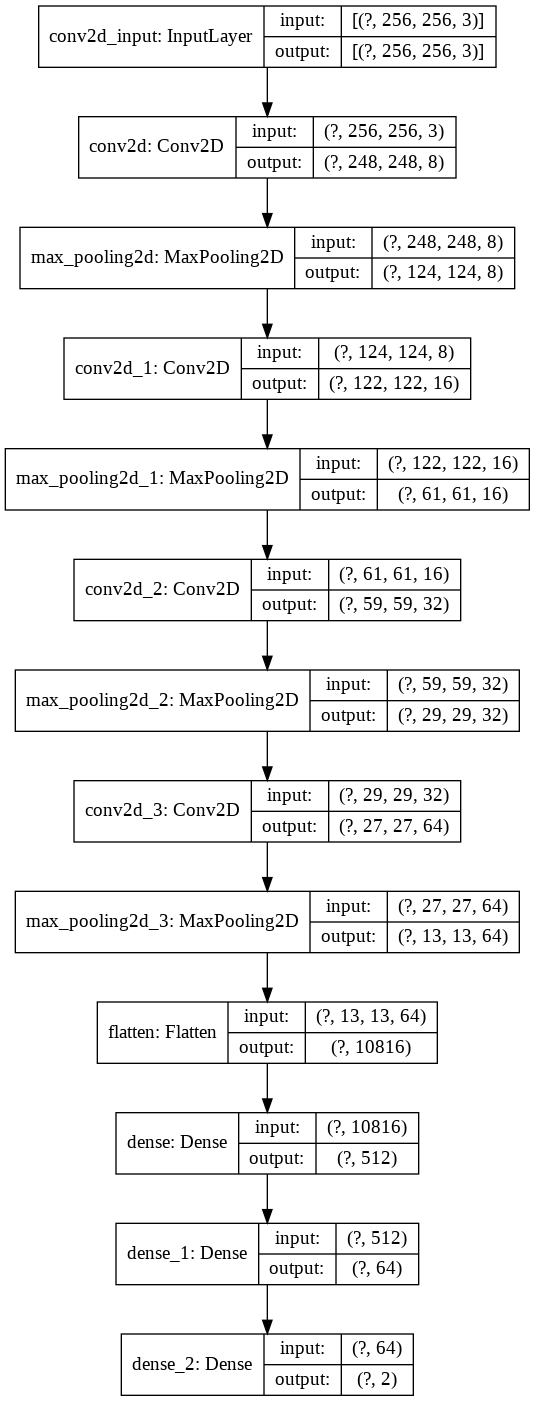 conv2d_input: InputLayer
input: [(?, 256, 256, 3)]
output: [(?, 256, 256, 3)]
conv2d: Conv2D
input: (?, 256, 256, 3)
output: (?, 248, 248, 8)
max_pooling2d: MaxPooling2D
input: (?, 248, 248, 8)
output: (?, 124, 124, 8)
conv2d_1: Conv2D
input: (?, 124, 124, 8)
output: (?, 122, 122, 16)
max_pooling2d_1: MaxPooling2D
input: (?, 122, 122, 16)
output: (?, 61, 61, 16)
conv2d_2: Conv2D
input: (?, 61, 61, 16)
output: (?, 59, 59, 32)
max_pooling2d_2: MaxPooling2D
input: (?, 59, 59, 32)
output: (?, 29, 29, 32)
conv2d_3: Conv2D
input: (?, 29, 29, 32)
output: (?, 27, 27, 64)
max_pooling2d_3: MaxPooling2D
input: (?, 27, 27, 64)
output: (?, 13, 13, 64)
flatten: Flatten
input: (?, 13, 13, 64)
output: (?, 10816)
dense: Dense
input: (?, 10816)
output: (?, 512)
dense_1: Dense
input: (?, 512)
output: (?, 64)
dense_2: Dense
input: (?, 64)
output: (?, 2)